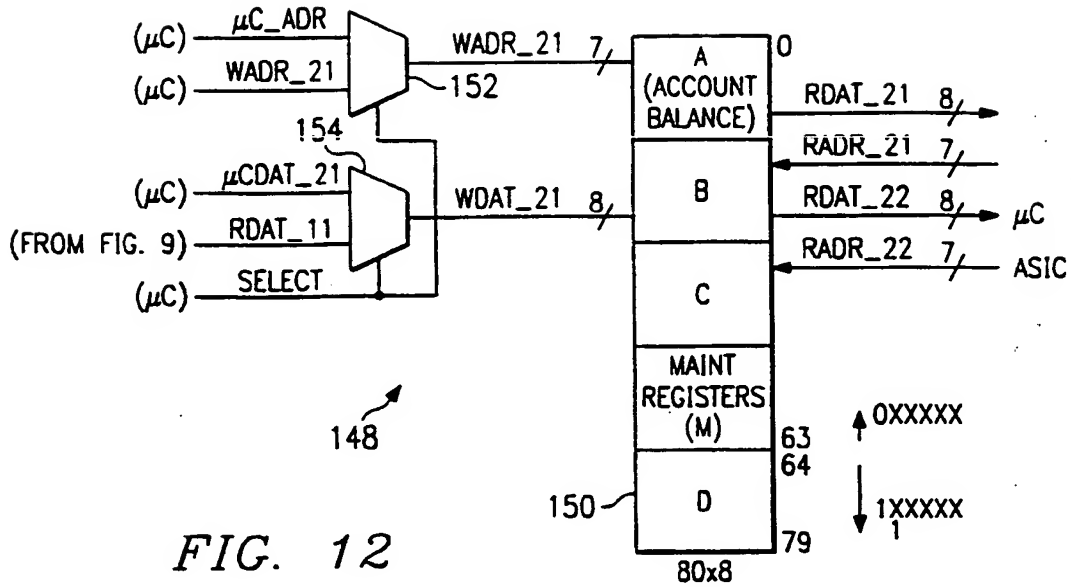 (μC) μC_ADR
(μC) WADR_21
152
WADR_21 7
154
(μC) μCDAT_21
(FROM FIG. 9) RDAT_11
(μC) SELECT
WDAT_21 8
148
A
(ACCOUNT
BALANCE)
0
B
C
MAINT
REGISTERS
(M)
63
64
D
79
80x8
150
RDAT_21 8
RADR_21 7
RDAT_22 8 μC
RADR_22 7 ASIC
0XXXXX
1XXXXX
1
FIG. 12